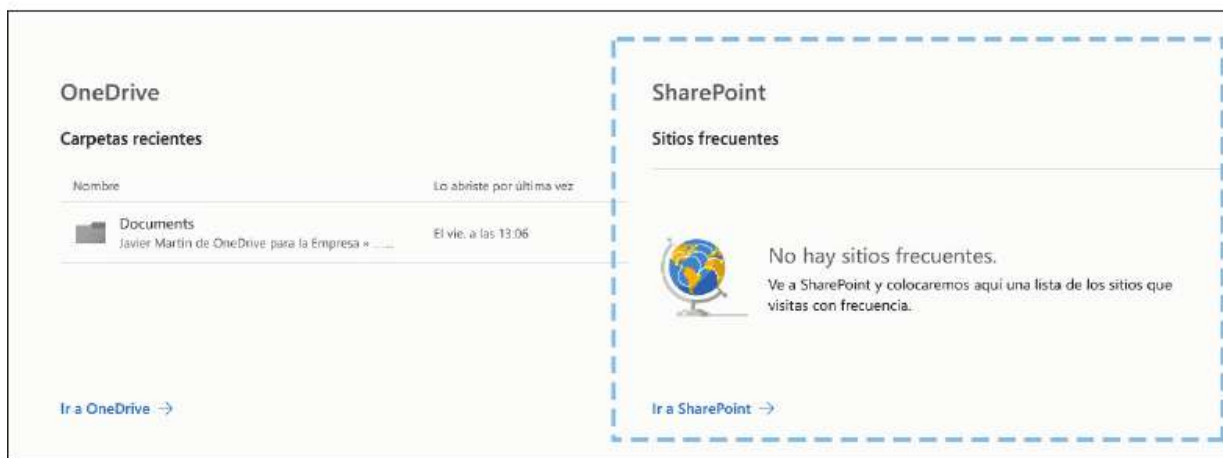 OneDrive
Carpetas recientes
Nombre
Lo abriste por última vez
Documents
Javier Martin de OneDrive para la Empresa » ......
El vie. a las 13:06
Ir a OneDrive →
SharePoint
Sitios frecuentes
No hay sitios frecuentes.
Ve a SharePoint y colocaremos aquí una lista de los sitios que
visitas con frecuencia.
Ir a SharePoint →